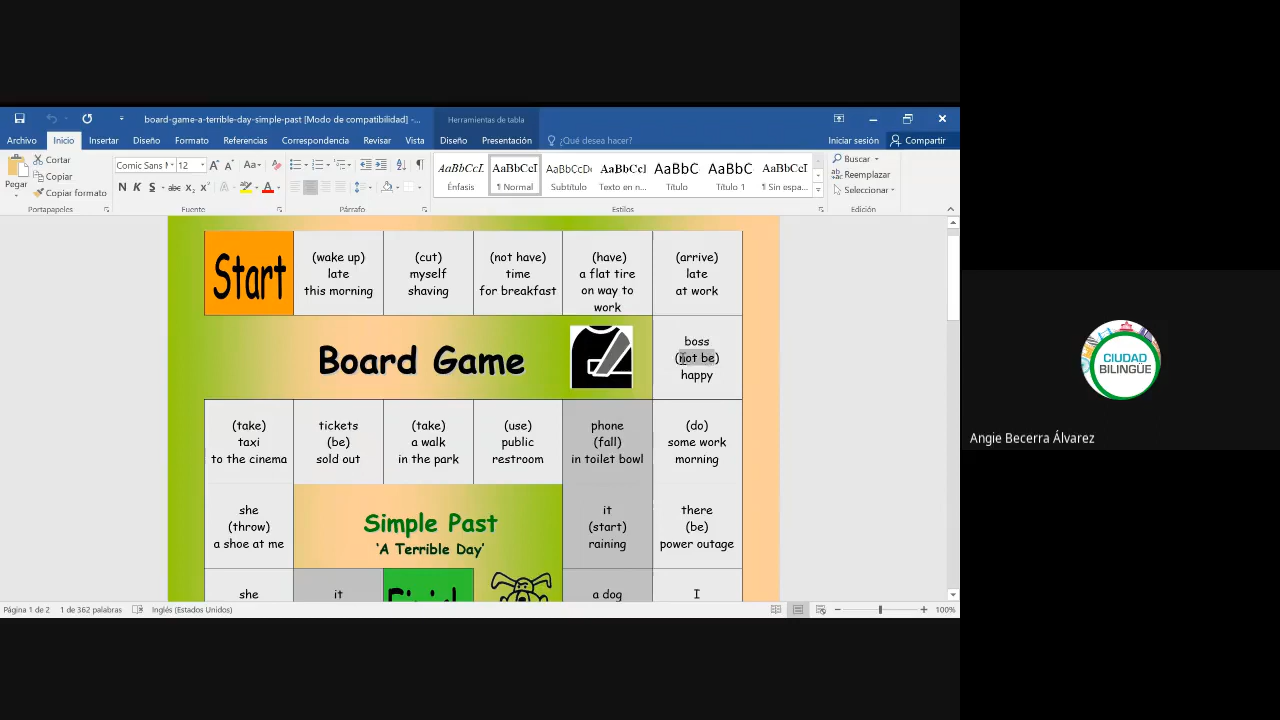 board-game-a-terrible-day-simple-past [Modo de compatibilidad] -...
Herramientas de tabla
Archivo Inicio Insertar Diseño Formato Referencias Correspondencia Revisar Vista Diseño Presentación ¿Qué desea hacer? Iniciar sesión Compartir
Pegar
Cortar
Copiar
Copiar formato
Portapapeles
Comic Sans M 12
N K S abc x₂ x²
Fuente
Párrafo
AaBbCcL AaBbCcI AaBbCcDc AaBbCcI AaBbC AaBbC AaBbCcI
Énfasis ¶ Normal Subtítulo Texto en n... Título Título 1 ¶ Sin espa...
Estilos
Buscar
Reemplazar
Seleccionar
Edición
Start
(wake up)
late
this morning
(cut)
myself
shaving
(not have)
time
for breakfast
(have)
a flat tire
on way to
work
(arrive)
late
at work
Board Game
boss
(not be)
happy
(take)
taxi
to the cinema
tickets
(be)
sold out
(take)
a walk
in the park
(use)
public
restroom
phone
(fall)
in toilet bowl
(do)
some work
morning
she
(throw)
a shoe at me
Simple Past
‘A Terrible Day’
it
(start)
raining
there
(be)
power outage
she
it
Finish
a dog
I
Página 1 de 2 1 de 362 palabras Inglés (Estados Unidos) 100%
CIUDAD
BILINGÜE
Angie Becerra Álvarez